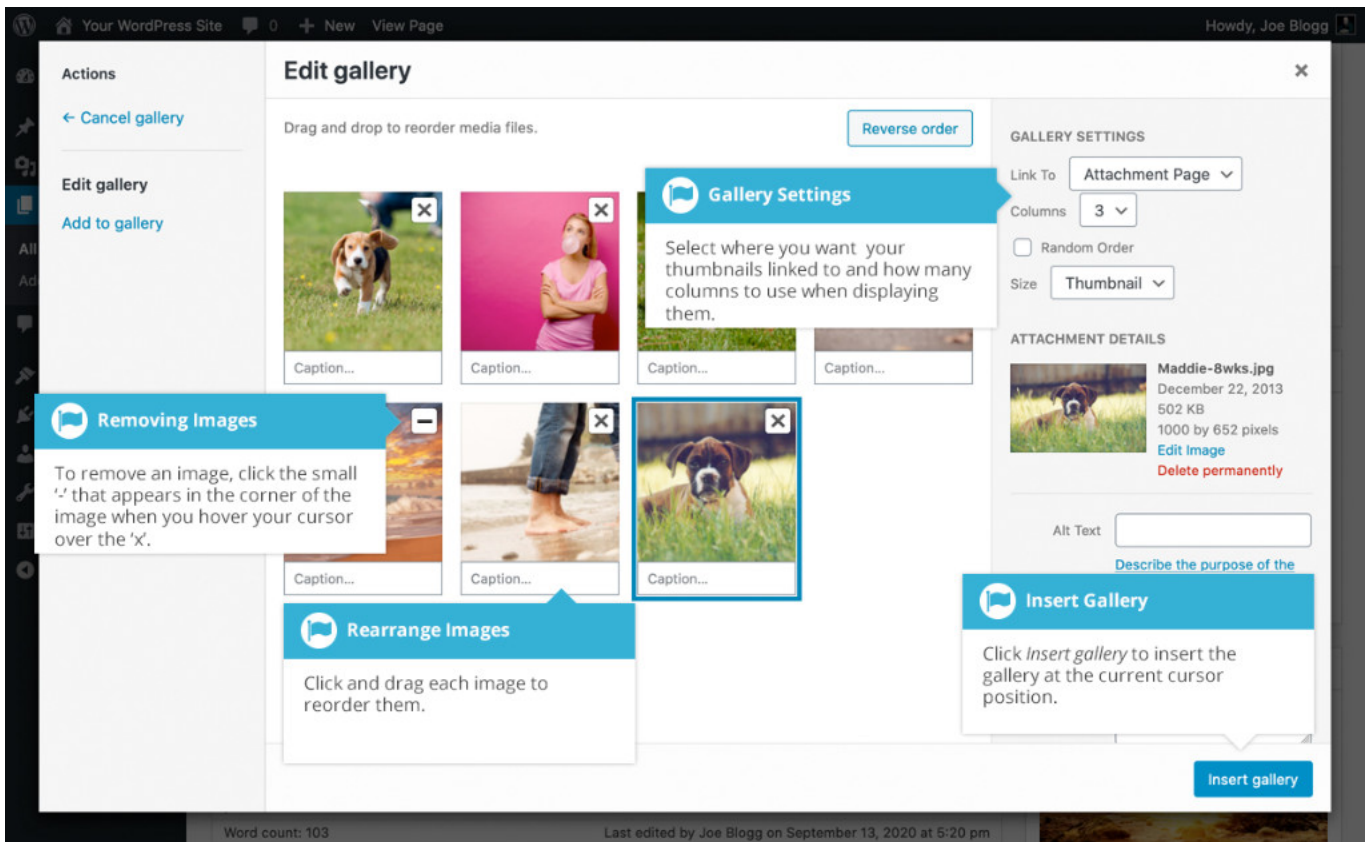 Your WordPress Site 0 + New View Page Howdy, Joe Blogg
Actions
← Cancel gallery
Edit gallery
Add to gallery
Edit gallery
Drag and drop to reorder media files.
Reverse order
Caption...
Caption...
Caption...
Caption...
Caption...
Caption...
Caption...
Gallery Settings
Select where you want your
thumbnails linked to and how many
columns to use when displaying
them.
Removing Images
To remove an image, click the small
‘-’ that appears in the corner of the
image when you hover your cursor
over the ‘x’.
Rearrange Images
Click and drag each image to
reorder them.
GALLERY SETTINGS
Link To Attachment Page
Columns 3
Random Order
Size Thumbnail
ATTACHMENT DETAILS
Maddie-8wks.jpg
December 22, 2013
502 KB
1000 by 652 pixels
Edit Image
Delete permanently
Alt Text
Describe the purpose of the
Insert Gallery
Click Insert gallery to insert the
gallery at the current cursor
position.
Insert gallery
All
Ad
Word count: 103 Last edited by Joe Blogg on September 13, 2020 at 5:20 pm